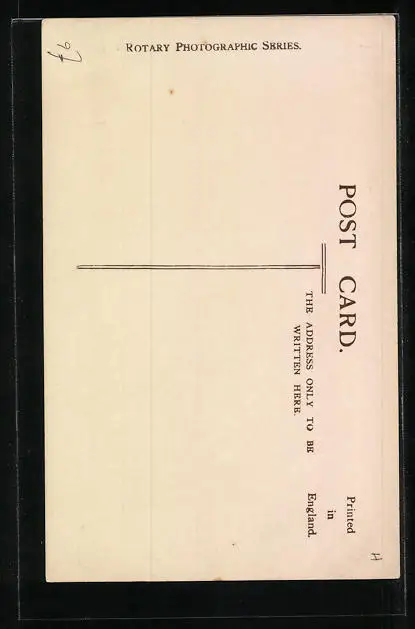 ROTARY PHOTOGRAPHIC SERIES.
POST CARD.
THE ADDRESS ONLY TO BE
WRITTEN HERE.
Printed
in
England.
H